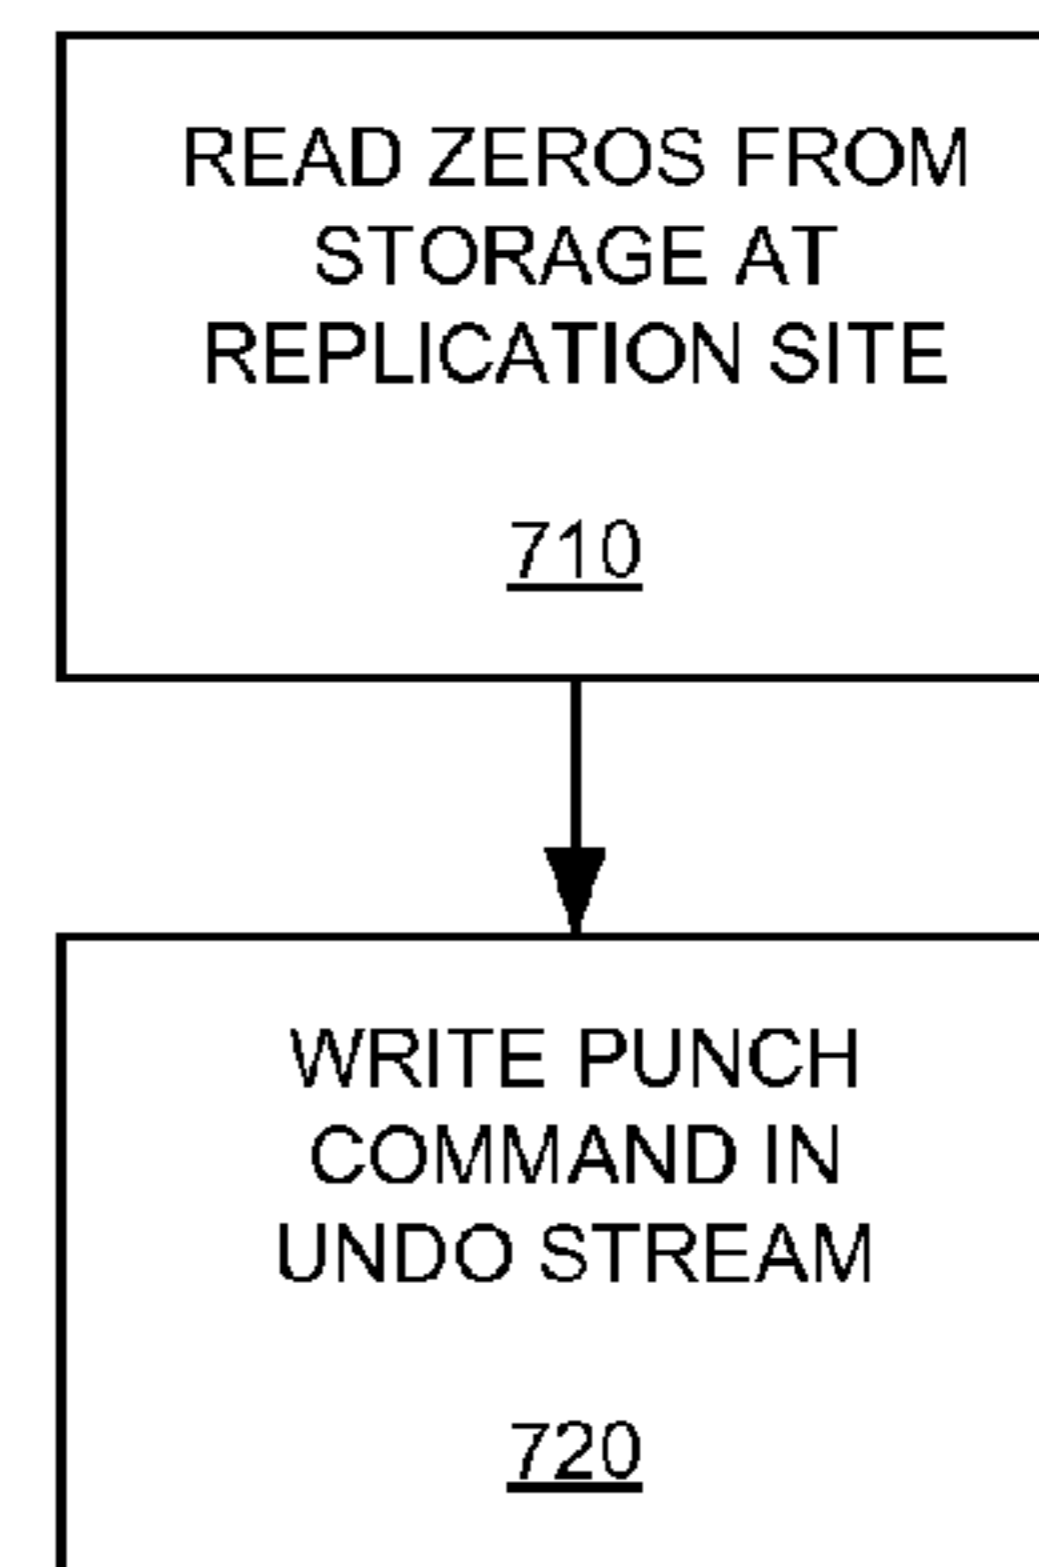 READ ZEROS FROM
STORAGE AT
REPLICATION SITE
710
WRITE PUNCH
COMMAND IN
UNDO STREAM
720